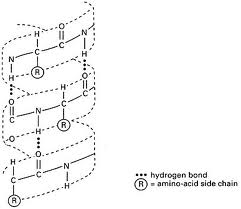 H O H
N C C N
H R H
O H O
C N C C
H R
O O
H C N
C H
R
hydrogen bond
R = amino-acid side chain